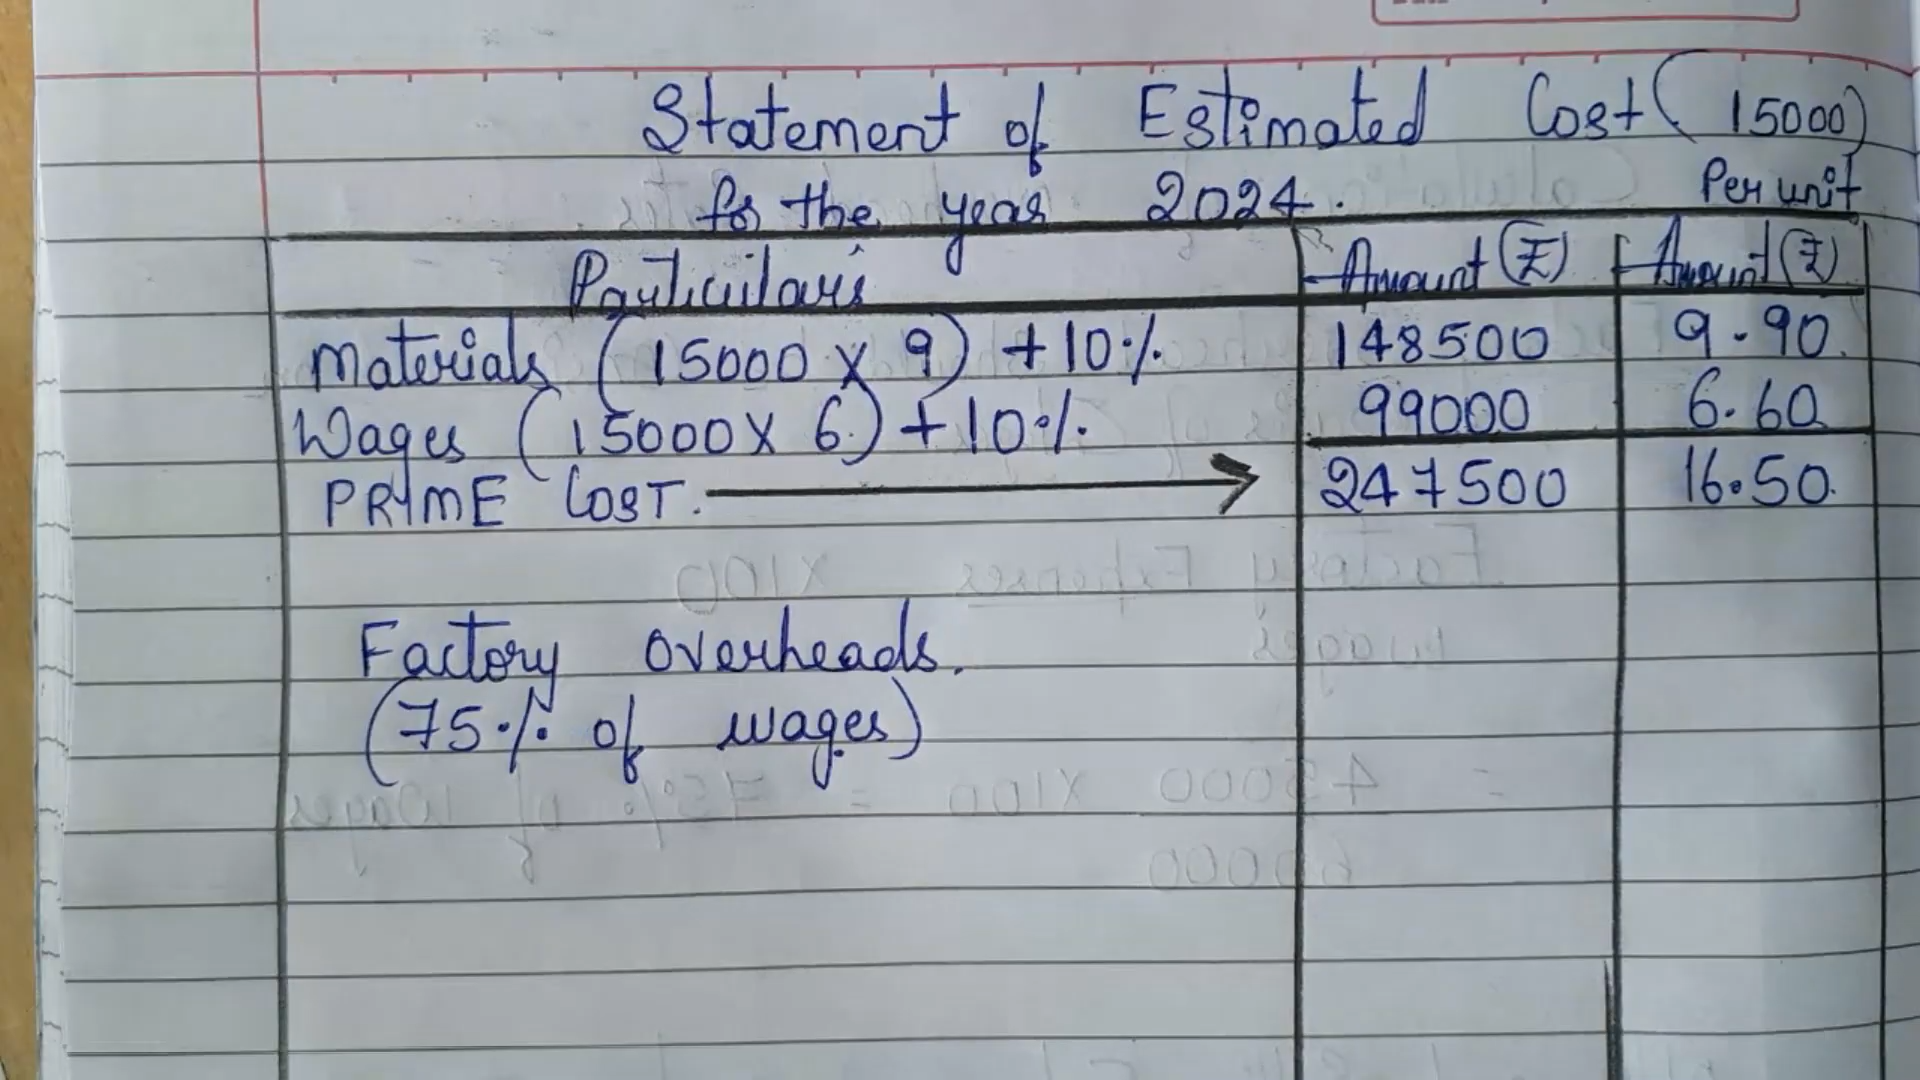 Statement of Estimated Cost (15000)
for the year 2024. Per unit
Particulars Amount (₹) Amount (₹)
Materials (15000 x 9) + 10% 148500 9.90
Wages (15000 x 6) + 10% 99000 6.60
PRIME COST. → 247500 16.50
Factory overheads.
(75% of wages)